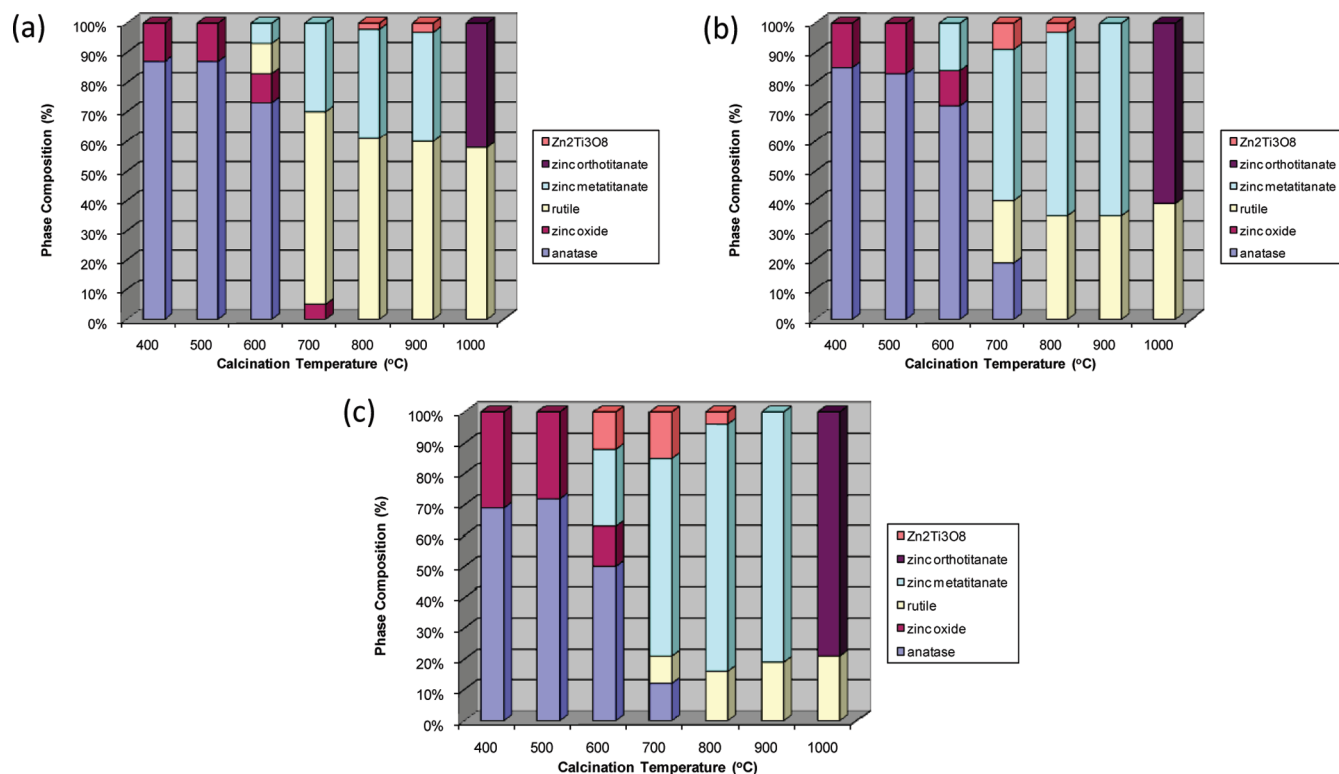 (a)
100%
90%
80%
70%
60%
50%
40%
30%
20%
10%
0%
Phase Composition (%)
400 500 600 700 800 900 1000
Calcination Temperature (oC)
Zn2Ti3O8
zinc orthotitanate
zinc metatitanate
rutile
zinc oxide
anatase
(b)
100%
90%
80%
70%
60%
50%
40%
30%
20%
10%
0%
Phase Composition (%)
400 500 600 700 800 900 1000
Calcination Temperature (oC)
Zn2Ti3O8
zinc orthotitanate
zinc metatitanate
rutile
zinc oxide
anatase
(c)
100%
90%
80%
70%
60%
50%
40%
30%
20%
10%
0%
Phase Composition (%)
400 500 600 700 800 900 1000
Calcination Temperature (oC)
Zn2Ti3O8
zinc orthotitanate
zinc metatitanate
rutile
zinc oxide
anatase